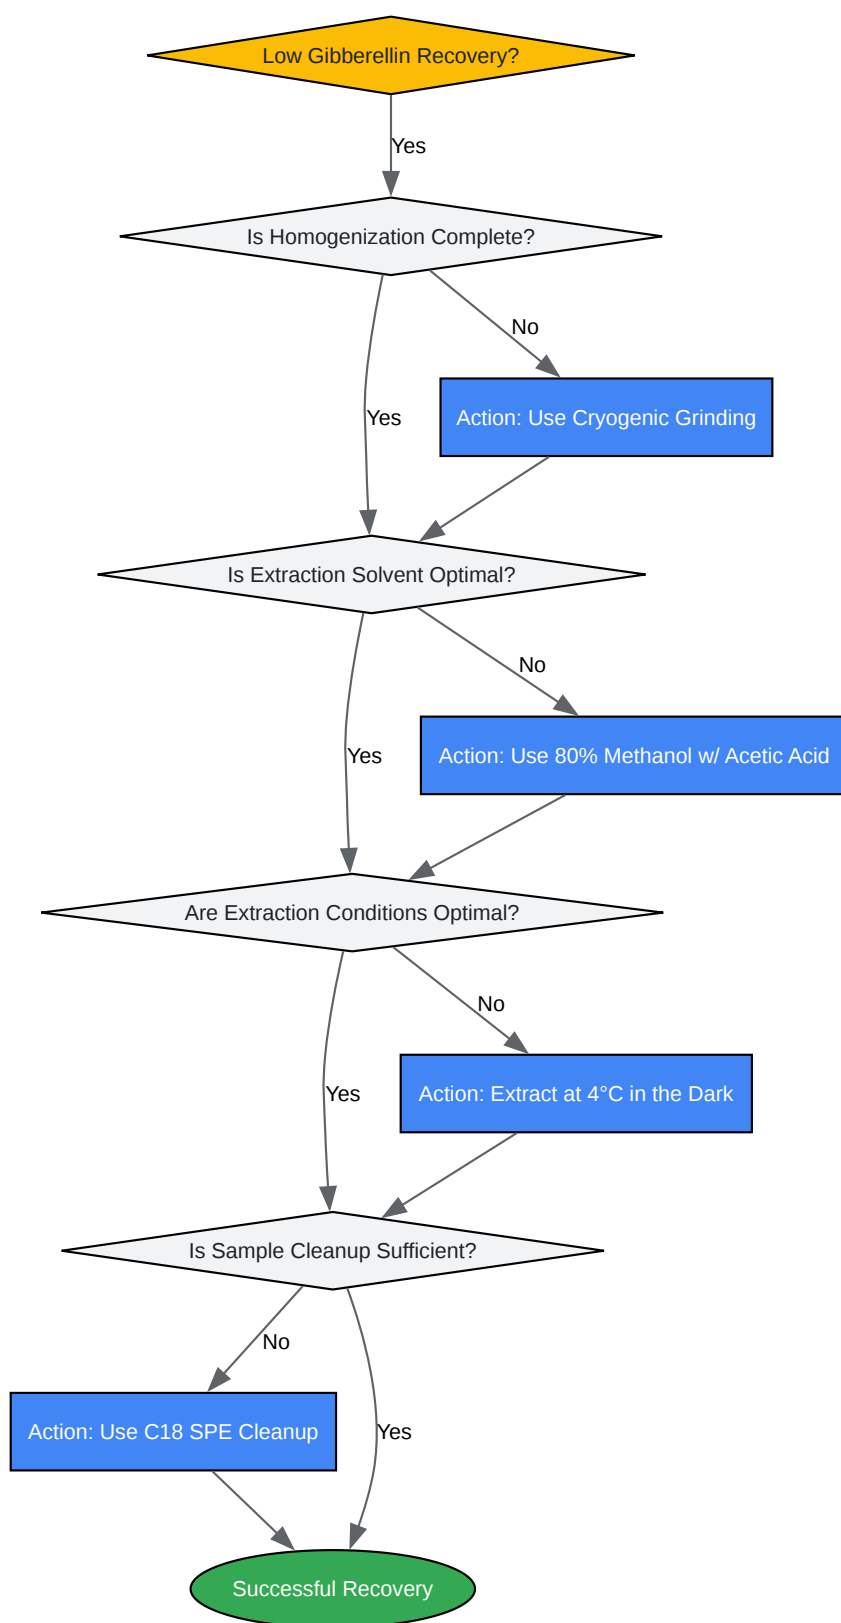 Low Gibberellin Recovery?
Yes
Is Homogenization Complete?
No
Yes
Action: Use Cryogenic Grinding
Is Extraction Solvent Optimal?
No
Yes
Action: Use 80% Methanol w/ Acetic Acid
Are Extraction Conditions Optimal?
No
Yes
Action: Extract at 4°C in the Dark
Is Sample Cleanup Sufficient?
No
Action: Use C18 SPE Cleanup
Yes
Successful Recovery